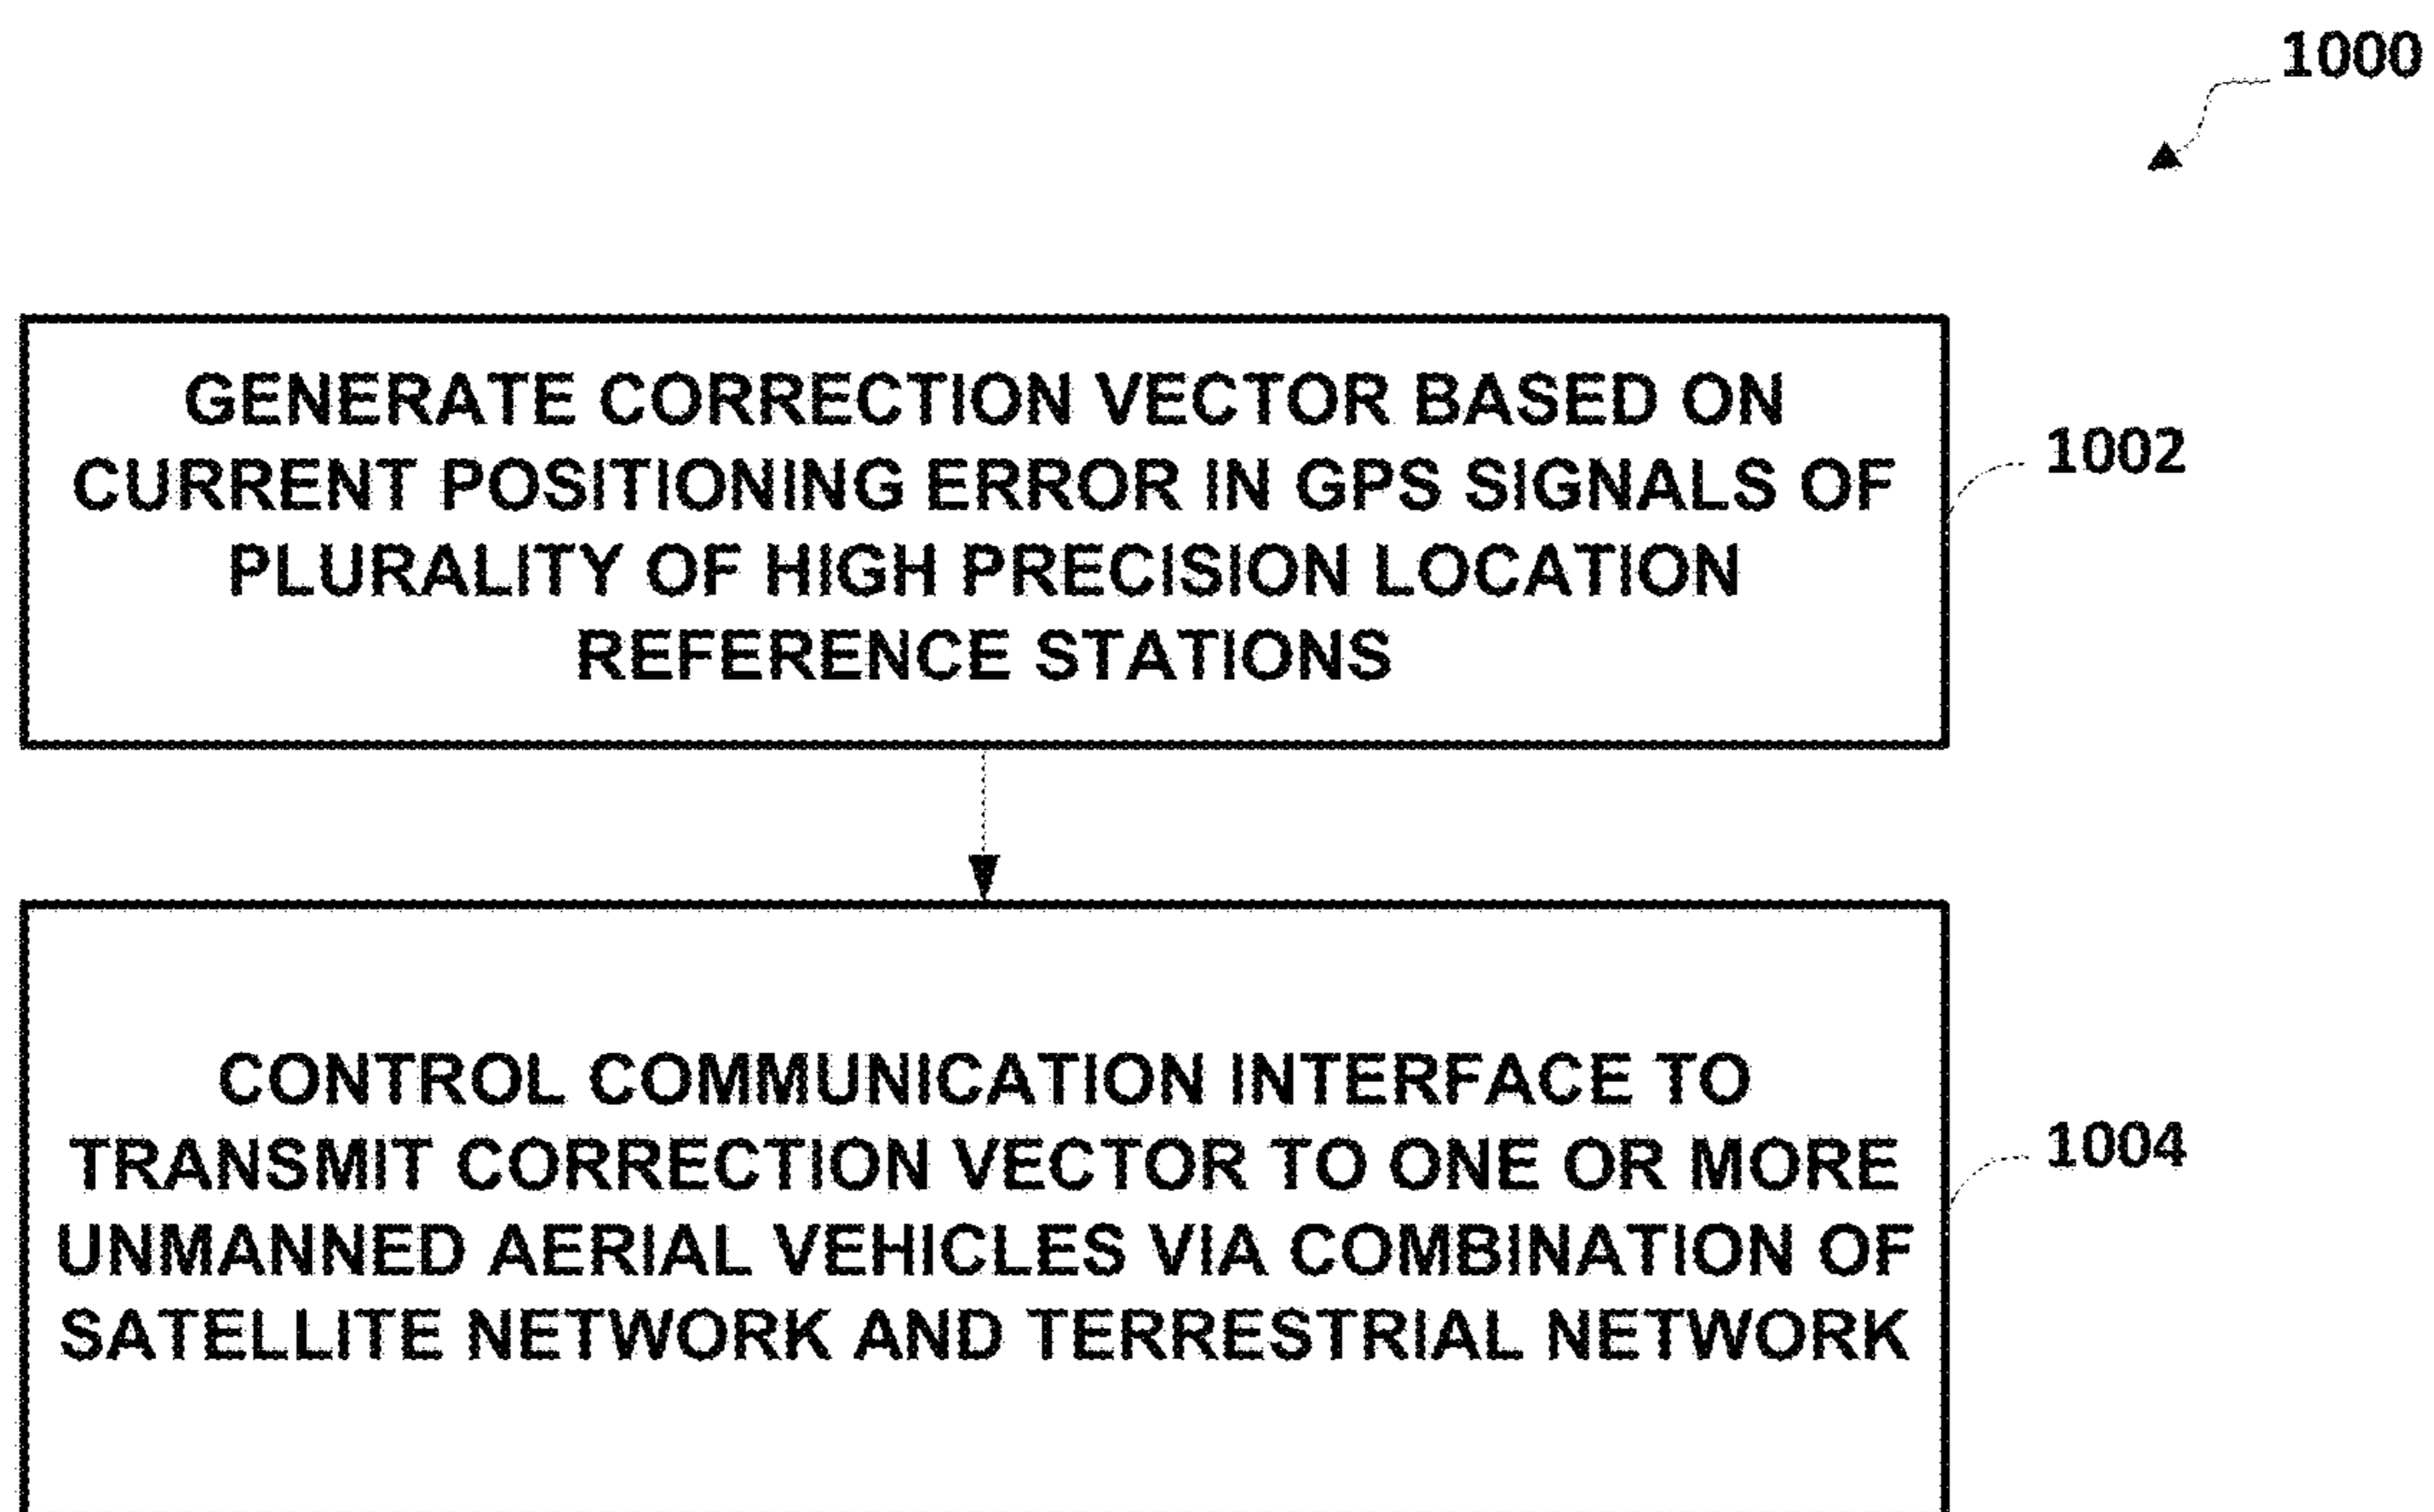 1000
GENERATE CORRECTION VECTOR BASED ON
CURRENT POSITIONING ERROR IN GPS SIGNALS OF
PLURALITY OF HIGH PRECISION LOCATION
REFERENCE STATIONS
1002
CONTROL COMMUNICATION INTERFACE TO
TRANSMIT CORRECTION VECTOR TO ONE OR MORE
UNMANNED AERIAL VEHICLES VIA COMBINATION OF
SATELLITE NETWORK AND TERRESTRIAL NETWORK
1004